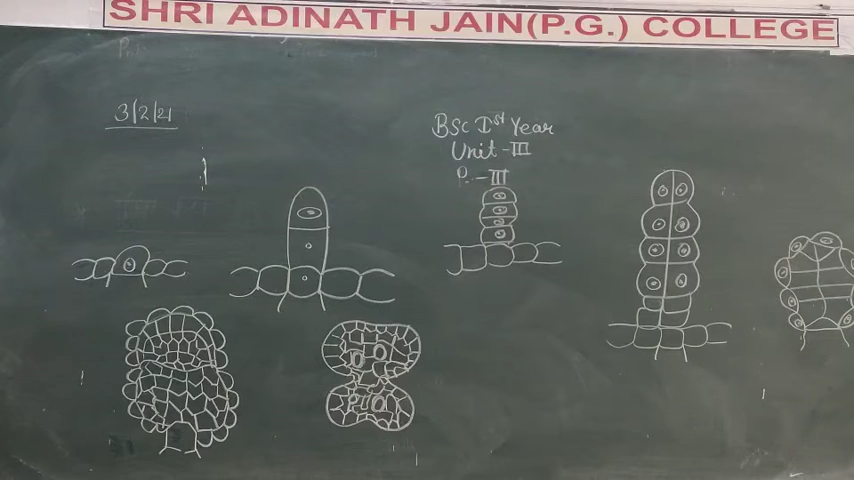 SHRI ADINATH JAIN(P.G.) COLLEGE
3/2/21
BSc Ist Year
Unit-III
P.-III